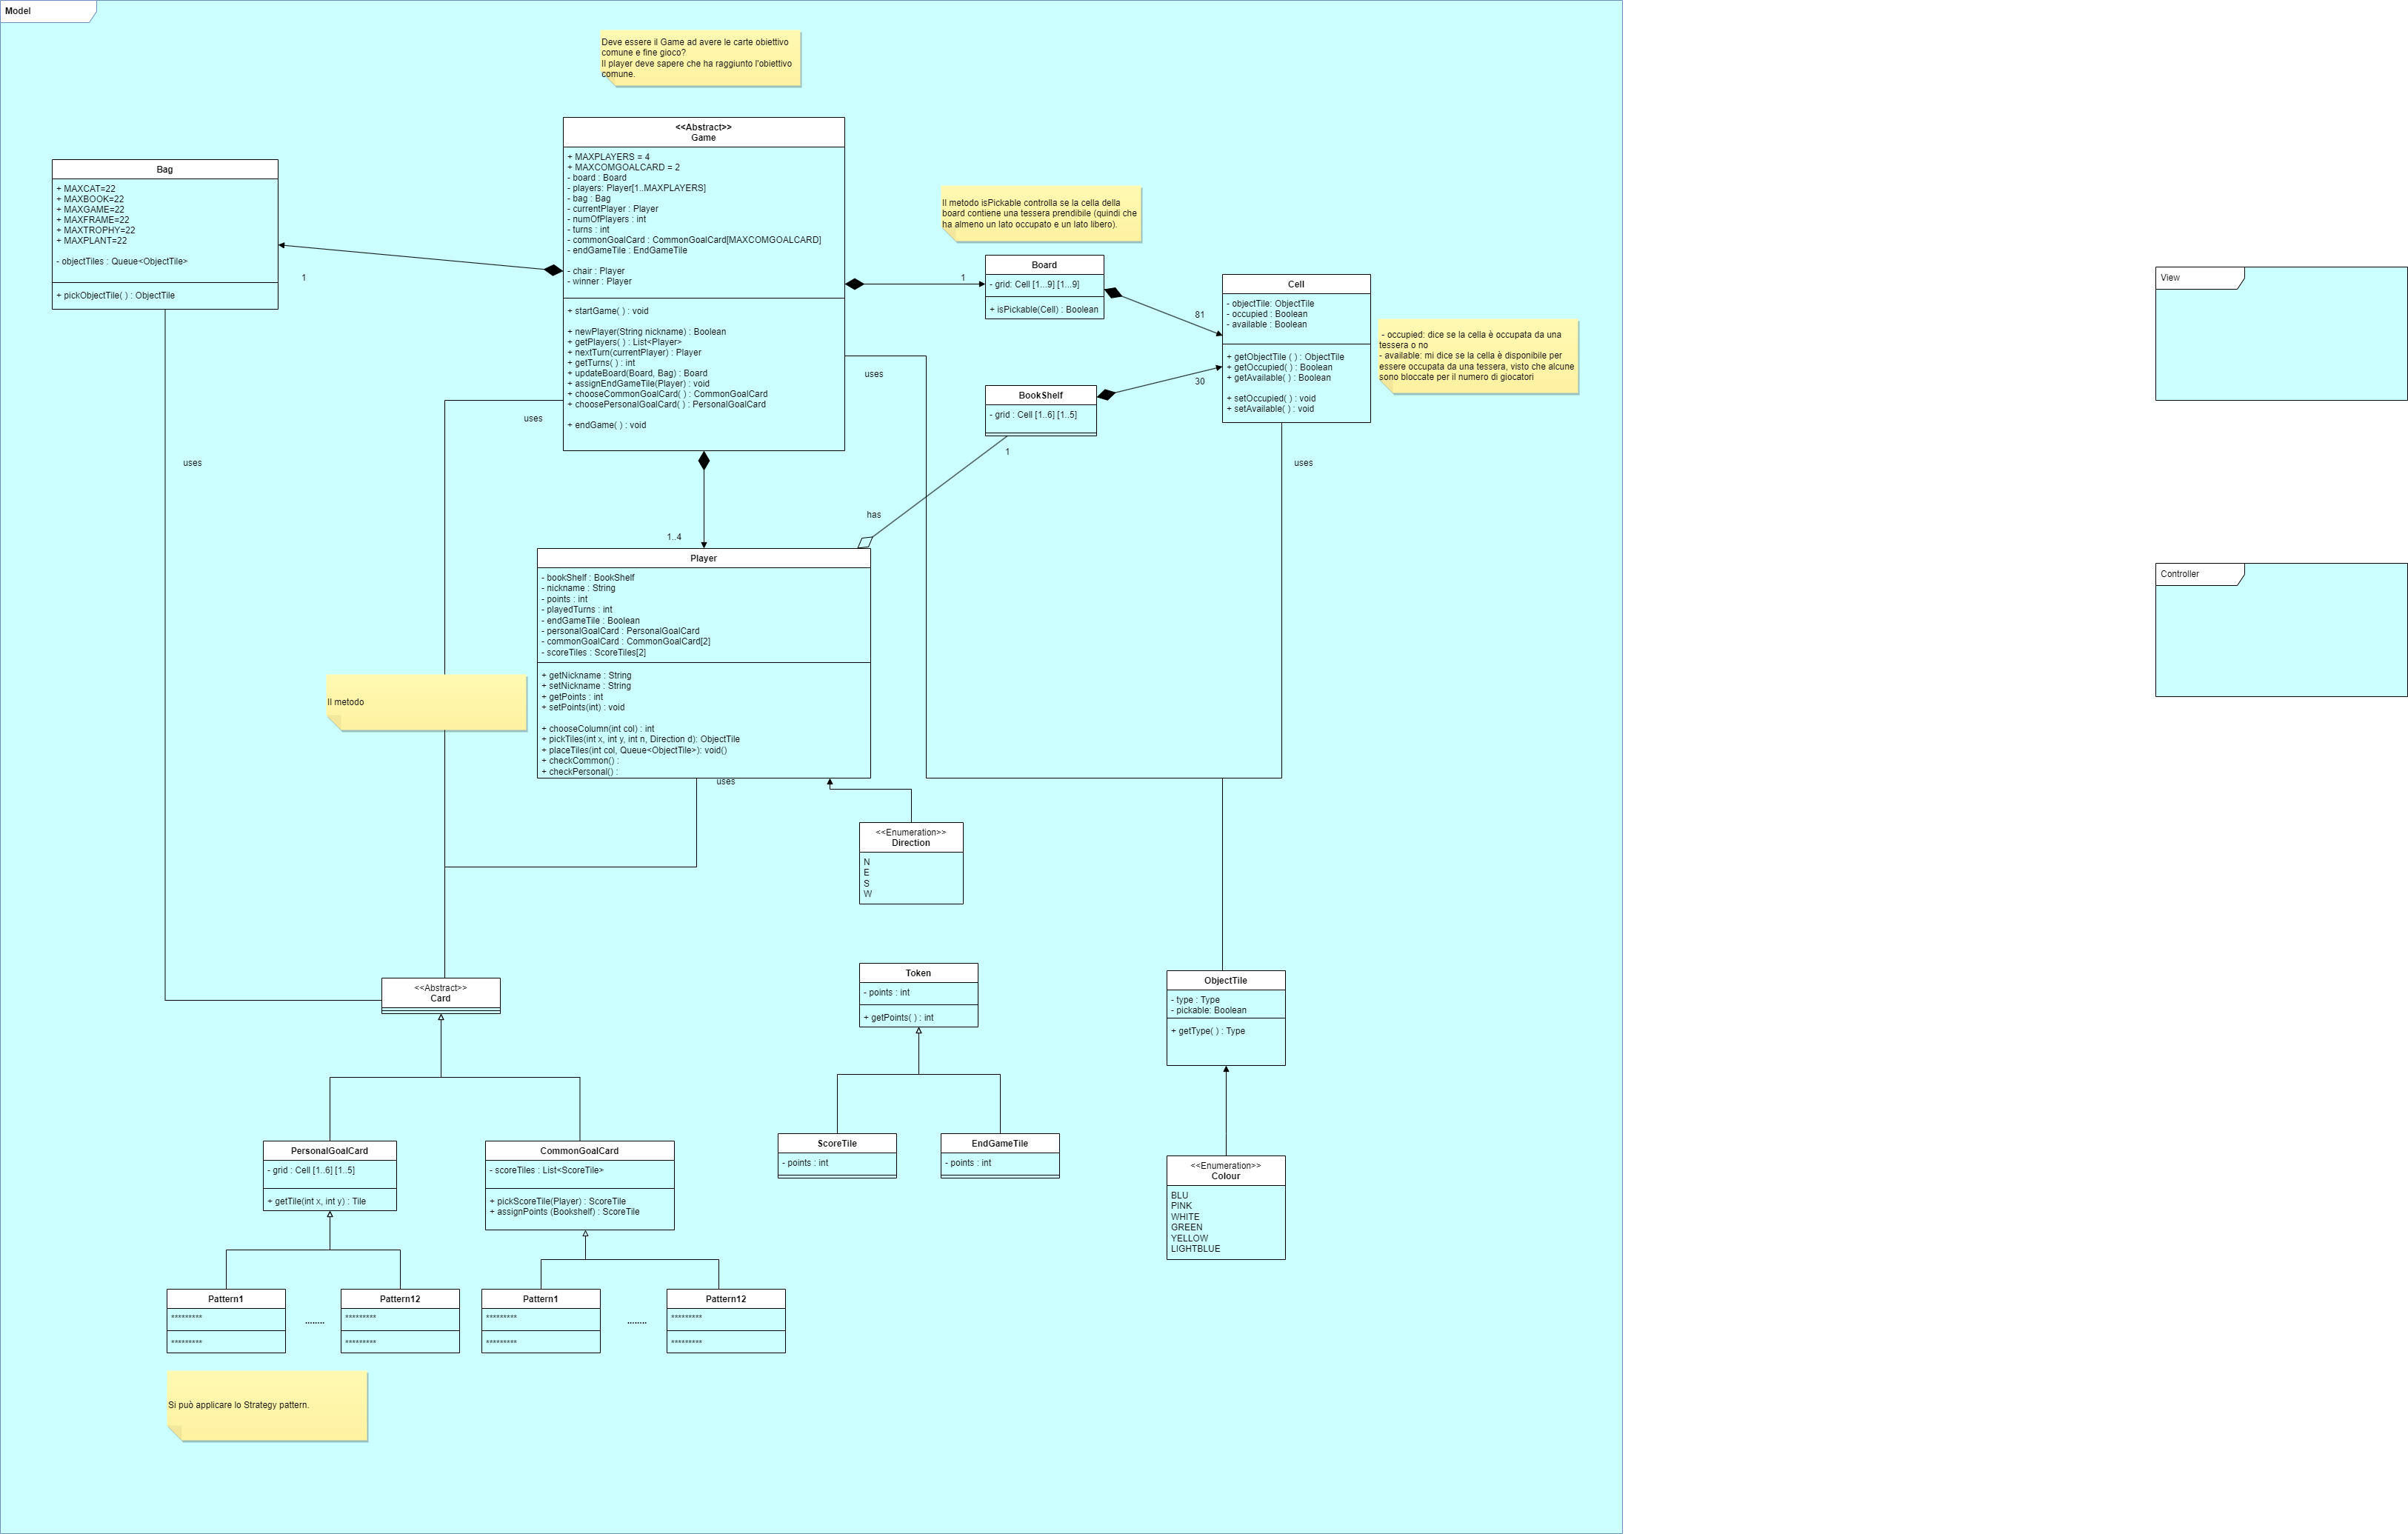 Model
Deve essere il Game ad avere le carte obiettivo
comune e fine gioco?
Il player deve sapere che ha raggiunto l'obiettivo
comune.
<<Abstract>>
Game
+ MAXPLAYERS = 4
+ MAXCOMGOALCARD = 2
- board : Board
- players: Player[1..MAXPLAYERS]
- bag : Bag
- currentPlayer : Player
- numOfPlayers : int
- turns : int
- commonGoalCard : CommonGoalCard[MAXCOMGOALCARD]
- endGameTile : EndGameTile
- chair : Player
- winner : Player
+ startGame( ) : void
+ newPlayer(String nickname) : Boolean
+ getPlayers( ) : List<Player>
+ nextTurn(currentPlayer) : Player
+ getTurns( ) : int
+ updateBoard(Board, Bag) : Board
+ assignEndGameTile(Player) : void
+ chooseCommonGoalCard( ) : CommonGoalCard
+ choosePersonalGoalCard( ) : PersonalGoalCard
+ endGame( ) : void
Bag
+ MAXCAT=22
+ MAXBOOK=22
+ MAXGAME=22
+ MAXFRAME=22
+ MAXTROPHY=22
+ MAXPLANT=22
- objectTiles : Queue<ObjectTile>
+ pickObjectTile( ) : ObjectTile
1
Il metodo isPickable controlla se la cella della
board contiene una tessera prendibile (quindi che
ha almeno un lato occupato e un lato libero).
1
Board
- grid: Cell [1...9] [1...9]
+ isPickable(Cell) : Boolean
81
Cell
- objectTile: ObjectTile
- occupied : Boolean
- available : Boolean
+ getObjectTile ( ) : ObjectTile
+ getOccupied( ) : Boolean
+ getAvailable( ) : Boolean
+ setOccupied( ) : void
+ setAvailable( ) : void
- occupied: dice se la cella è occupata da una
tessera o no
- available: mi dice se la cella è disponibile per
essere occupata da una tessera, visto che alcune
sono bloccate per il numero di giocatori
View
uses
30
BookShelf
- grid : Cell [1..6] [1..5]
1
uses
uses
uses
has
1..4
Player
- bookShelf : BookShelf
- nickname : String
- points : int
- playedTurns : int
- endGameTile : Boolean
- personalGoalCard : PersonalGoalCard
- commonGoalCard : CommonGoalCard[2]
- scoreTiles : ScoreTiles[2]
+ getNickname : String
+ setNickname : String
+ getPoints : int
+ setPoints(int) : void
+ chooseColumn(int col) : int
+ pickTiles(int x, int y, int n, Direction d): ObjectTile
+ placeTiles(int col, Queue<ObjectTile>): void()
+ checkCommon() :
+ checkPersonal() :
Controller
Il metodo
uses
<<Enumeration>>
Direction
N
E
S
W
<<Abstract>>
Card
Token
- points : int
+ getPoints( ) : int
ObjectTile
- type : Type
- pickable: Boolean
+ getType( ) : Type
PersonalGoalCard
- grid : Cell [1..6] [1..5]
+ getTile(int x, int y) : Tile
CommonGoalCard
- scoreTiles : List<ScoreTile>
+ pickScoreTile(Player) : ScoreTile
+ assignPoints (Bookshelf) : ScoreTile
ScoreTile
- points : int
EndGameTile
- points : int
<<Enumeration>>
Colour
BLU
PINK
WHITE
GREEN
YELLOW
LIGHTBLUE
Pattern1
*********
*********
........
Pattern12
*********
*********
Pattern1
*********
*********
........
Pattern12
*********
*********
Si può applicare lo Strategy pattern.